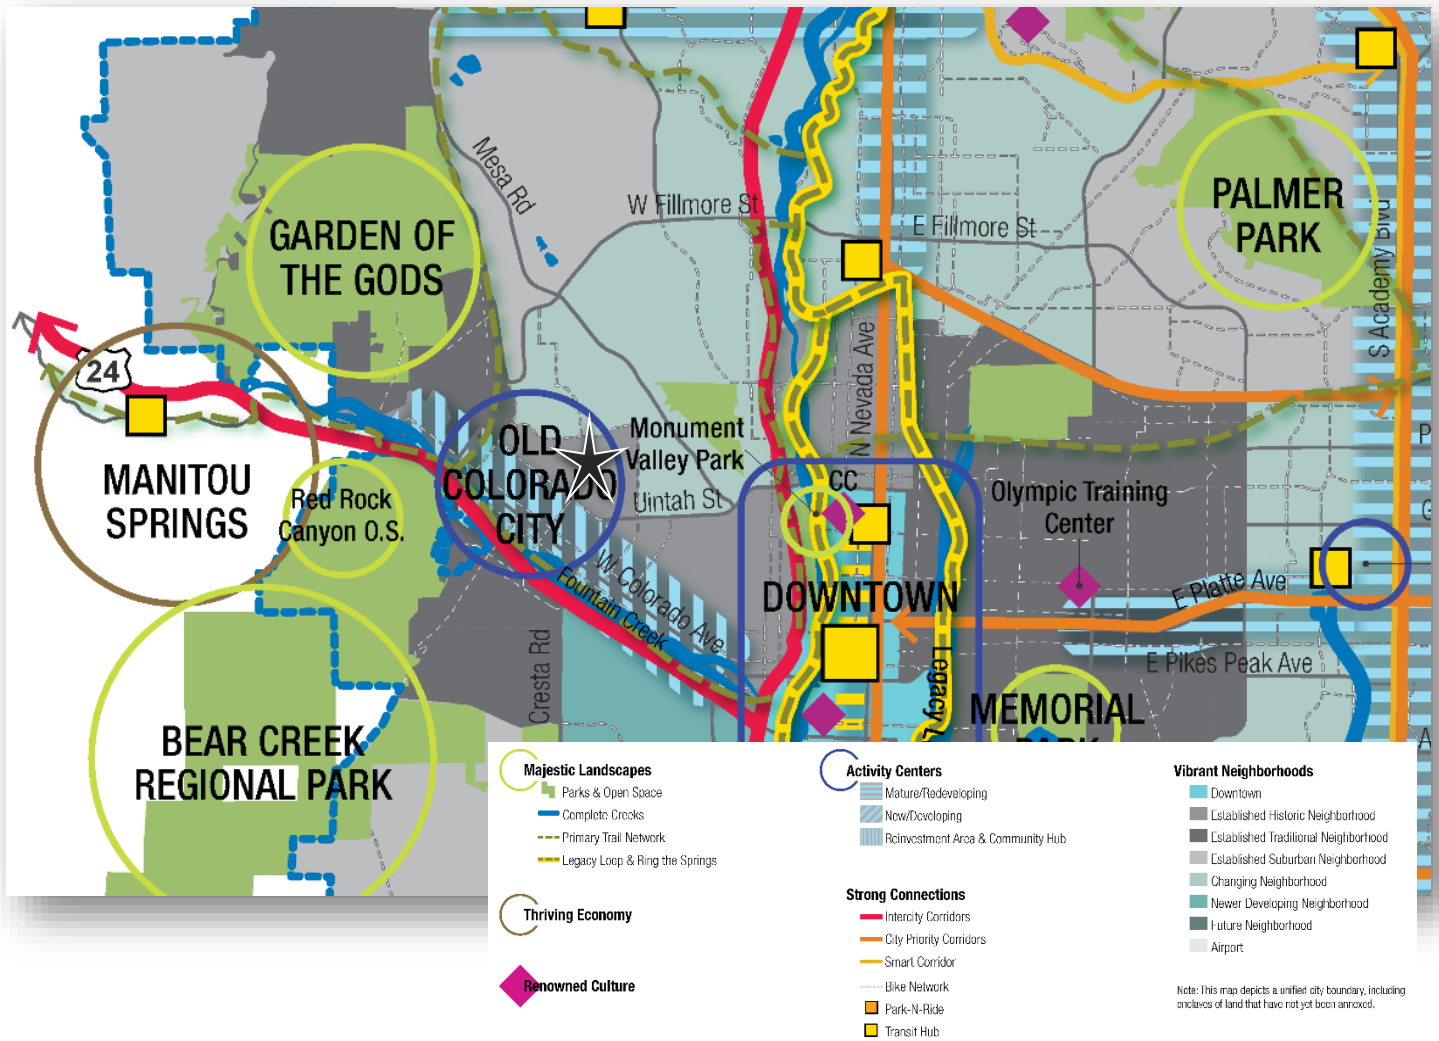 Mesa Rd
W Fillmore St
E Fillmore St
PALMER
PARK
S Academy Blvd
GARDEN OF
THE GODS
24
N Nevada Ave
MANITOU
SPRINGS
Red Rock
Canyon O.S.
OLD
COLORADO
CITY
Monument
Valley Park
Uintah St
CC
Olympic Training
Center
W Colorado Ave
Fountain Creek
DOWNTOWN
E Platte Ave
E Pikes Peak Ave
Cresta Rd
Legacy L
MEMORIAL
PARK
BEAR CREEK
REGIONAL PARK
Majestic Landscapes
Parks & Open Space
Complete Creeks
Primary Trail Network
Legacy Loop & Ring the Springs
Thriving Economy
Renowned Culture
Activity Centers
Mature/Redeveloping
New/Developing
Reinvestment Area & Community Hub
Strong Connections
Intercity Corridors
City Priority Corridors
Smart Corridor
Bike Network
Park-N-Ride
Transit Hub
Vibrant Neighborhoods
Downtown
Established Historic Neighborhood
Established Traditional Neighborhood
Established Suburban Neighborhood
Changing Neighborhood
Newer Developing Neighborhood
Future Neighborhood
Airport
Note: This map depicts a unified city boundary, including
enclaves of land that have not yet been annexed.